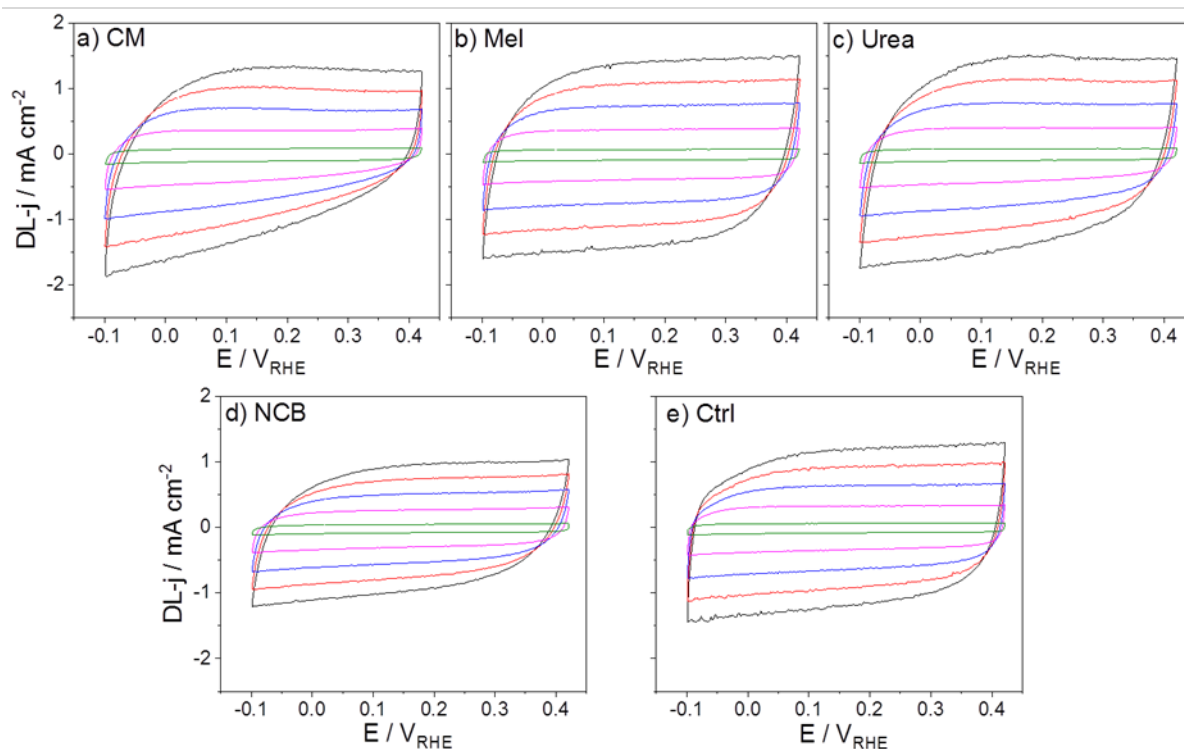 a) CM
b) Mel
c) Urea
DL-j / mA cm-2
2
1
0
-1
-2
-0.1 0.0 0.1 0.2 0.3 0.4
-0.1 0.0 0.1 0.2 0.3 0.4
-0.1 0.0 0.1 0.2 0.3 0.4
E / VRHE
E / VRHE
E / VRHE
d) NCB
e) Ctrl
DL-j / mA cm-2
2
1
0
-1
-2
-0.1 0.0 0.1 0.2 0.3 0.4
-0.1 0.0 0.1 0.2 0.3 0.4
E / VRHE
E / VRHE